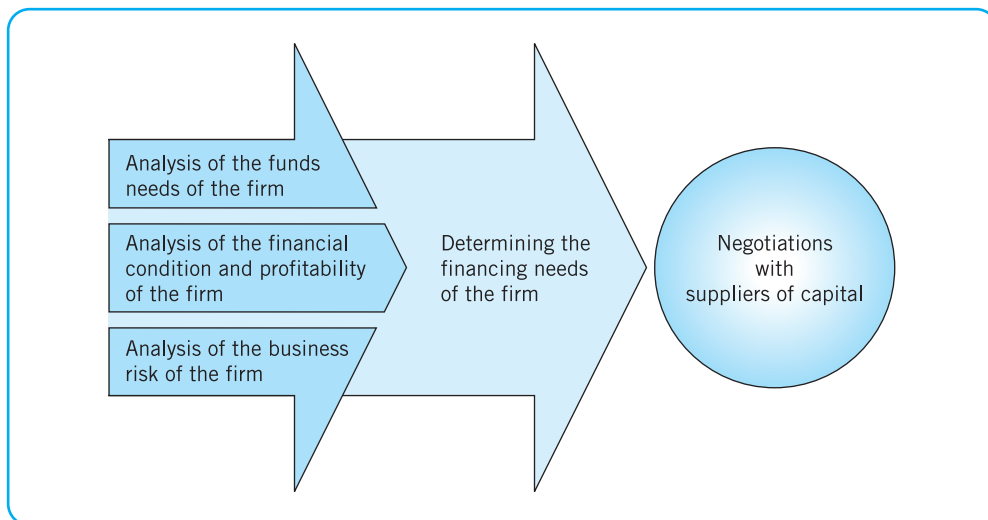 Analysis of the funds
needs of the firm
Analysis of the financial
condition and profitability
of the firm
Analysis of the business
risk of the firm
Determining the
financing needs
of the firm
Negotiations
with
suppliers of capital